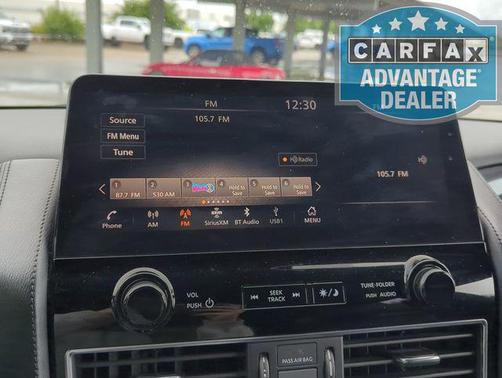 CARFAX
ADVANTAGE
DEALER
FM 12:30
Source 105.7 FM
FM Menu
Tune
HD Radio
105.7 FM HD
1 2 3 4 5 6
87.7 FM 530 AM Hold to Save Hold to Save Hold to Save
Phone AM FM SiriusXM BT Audio USB1 MENU
VOL
PUSH
SEEK
TRACK
TUNE-FOLDER
PUSH AUDIO
PASS AIR BAG